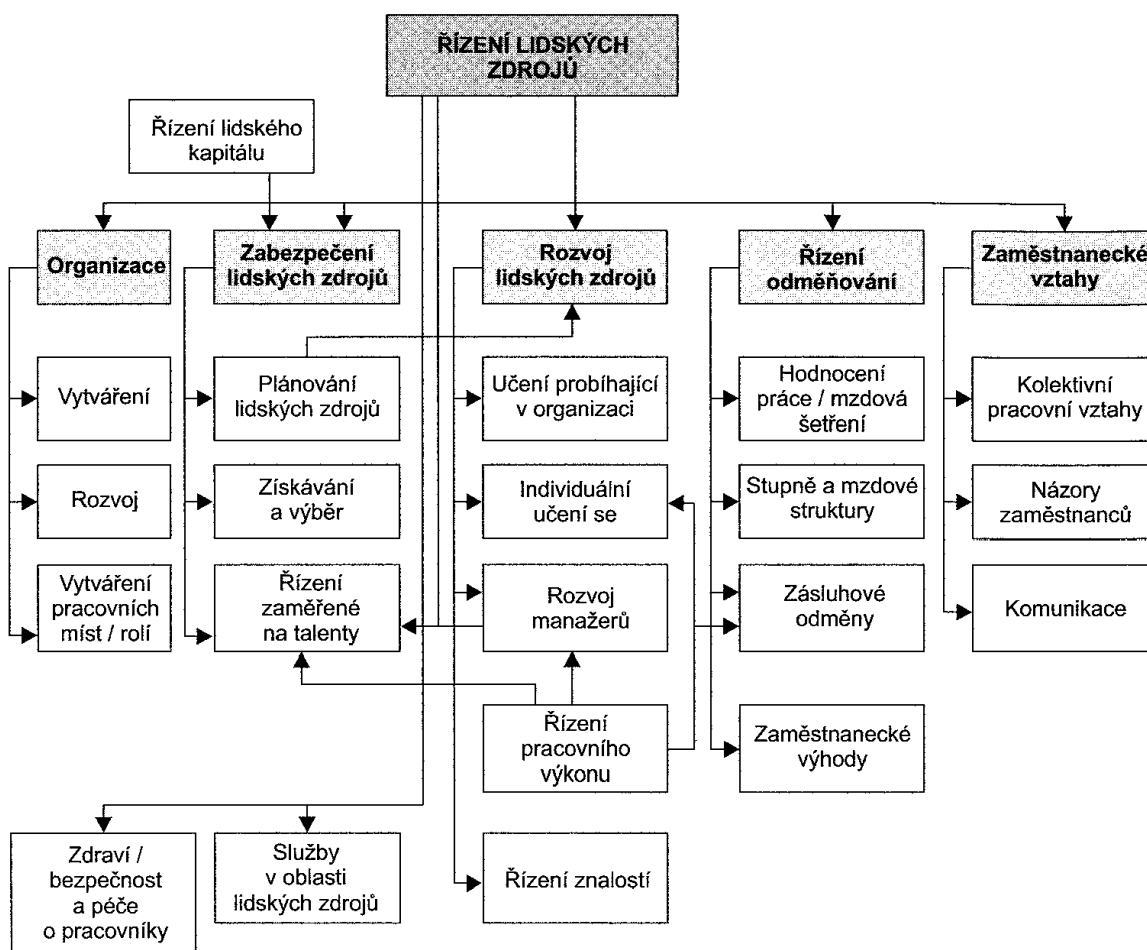 ŘÍZENÍ LIDSKÝCH
ZDROJŮ
Řízení lidského
kapitálu
Organizace
Zabezpečení
lidských zdrojů
Rozvoj
lidských zdrojů
Řízení
odměňování
Zaměstnanecké
vztahy
Vytváření
Plánování
lidských zdrojů
Učení probíhající
v organizaci
Hodnocení
práce / mzdová
šetření
Kolektivní
pracovní vztahy
Rozvoj
Získávání
a výběr
Individuální
učení se
Stupně a mzdové
struktury
Názory
zaměstnanců
Vytváření
pracovních
míst / rolí
Řízení
zaměřené
na talenty
Rozvoj
manažerů
Zásluhové
odměny
Komunikace
Řízení
pracovního
výkonu
Zaměstnanecké
výhody
Zdraví /
bezpečnost
a péče
o pracovníky
Služby
v oblasti
lidských zdrojů
Řízení znalostí